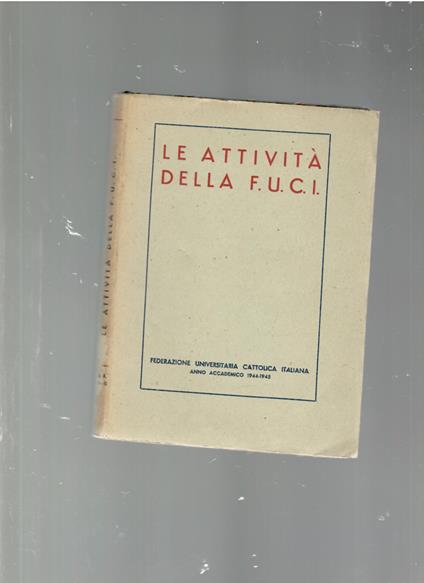 LE ATTIVITÀ
DELLA F.U.C.I.
FEDERAZIONE UNIVERSITARIA CATTOLICA ITALIANA
ANNO ACCADEMICO 1944-1945
LE ATTIVITÀ DELLA F.U.C.I.